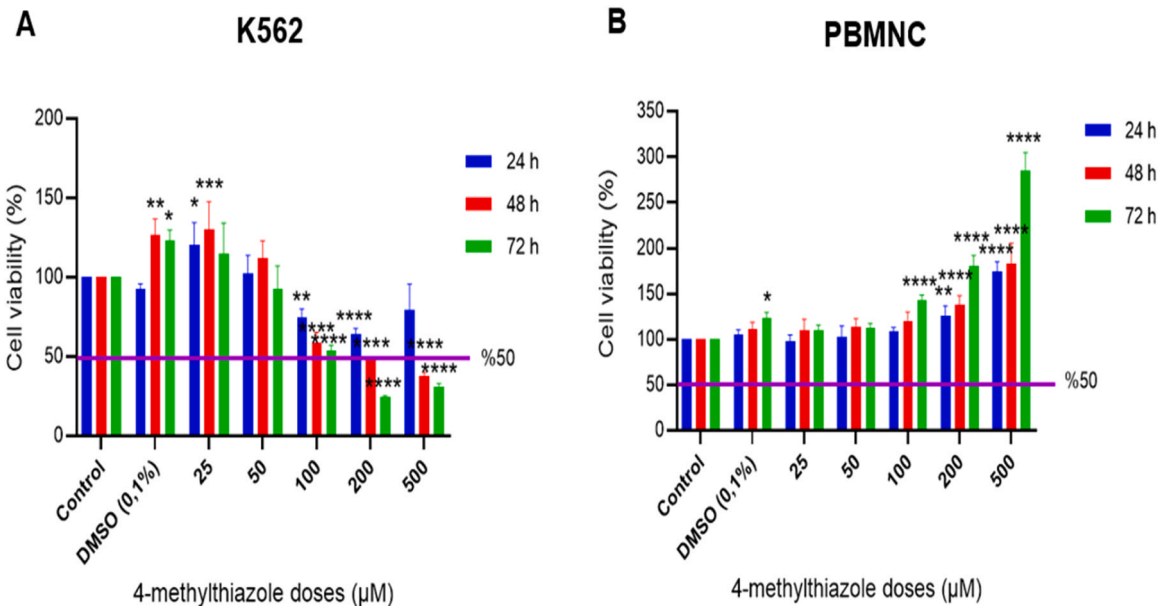 A
K562
200
150
100
50
0
Cell viability (%)
** * * *** ** **** **** **** **** **** **** ****
24 h
48 h
72 h
%50
Control
DMSO (0,1%)
25
50
100
200
500
4-methylthiazole doses (µM)
B
PBMNC
350
300
250
200
150
100
50
0
Cell viability (%)
* **** ** **** **** **** **** ****
24 h
48 h
72 h
%50
Control
DMSO (0,1%)
25
50
100
200
500
4-methylthiazole doses (µM)